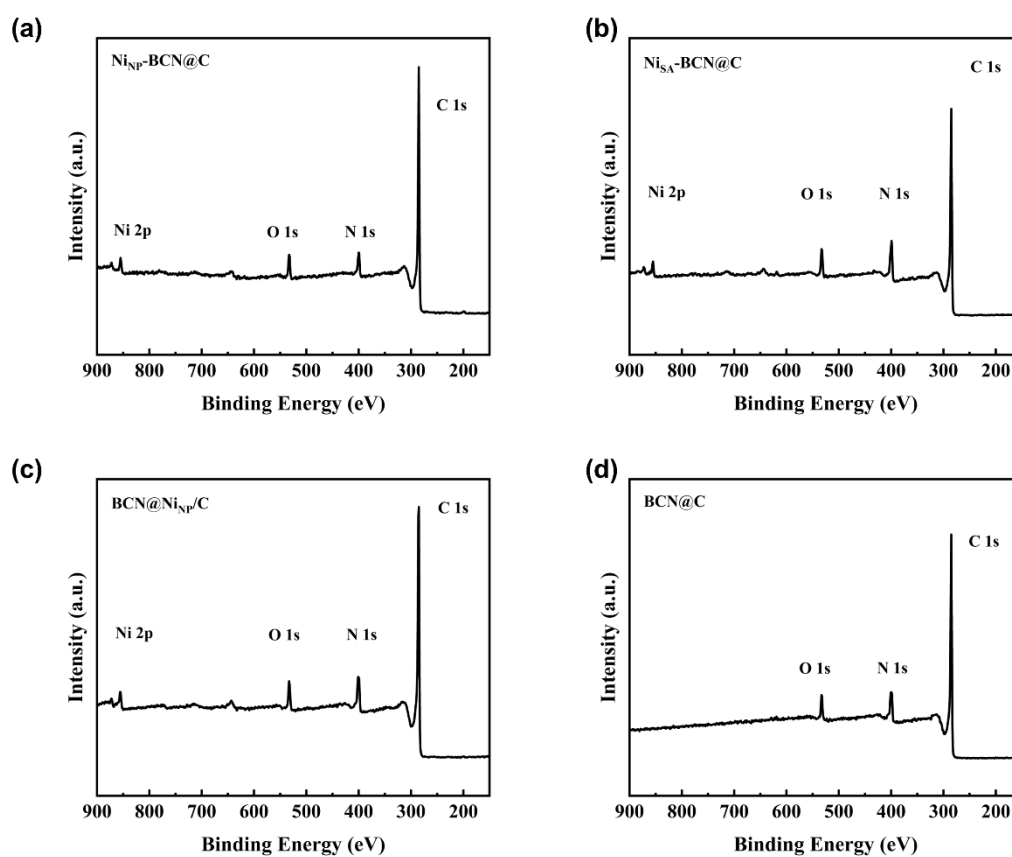 (a)
Ni_NP-BCN@C
C 1s
Ni 2p
O 1s
N 1s
Intensity (a.u.)
900 800 700 600 500 400 300 200
Binding Energy (eV)
(b)
Ni_SA-BCN@C
C 1s
Ni 2p
O 1s
N 1s
Intensity (a.u.)
900 800 700 600 500 400 300 200
Binding Energy (eV)
(c)
BCN@Ni_NP/C
C 1s
Ni 2p
O 1s
N 1s
Intensity (a.u.)
900 800 700 600 500 400 300 200
Binding Energy (eV)
(d)
BCN@C
C 1s
O 1s
N 1s
Intensity (a.u.)
900 800 700 600 500 400 300 200
Binding Energy (eV)